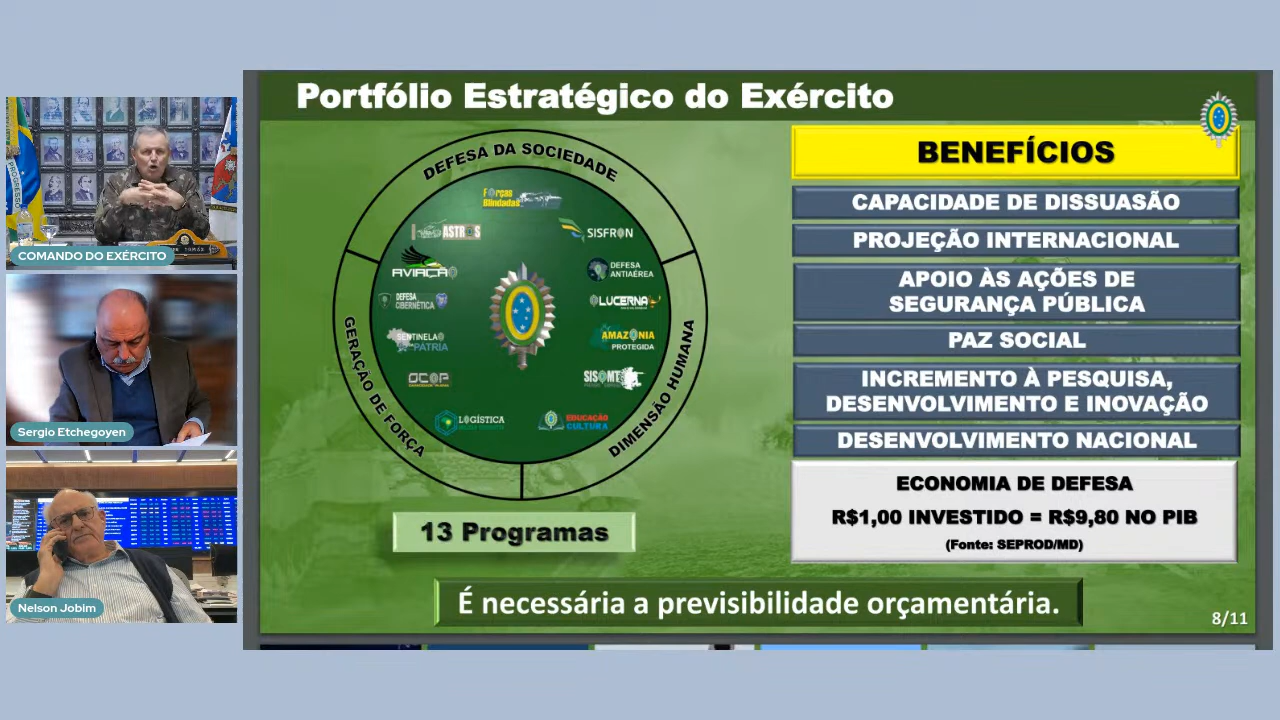 Portfólio Estratégico do Exército
DEFESA DA SOCIEDADE
GERAÇÃO DE FORÇA
DIMENSÃO HUMANA
Forças
Blindadas
ASTROS
SISFRON
AVIAÇÃO
DEFESA
ANTIAÉREA
DEFESA
CIBERNÉTICA
LUCERNA
SENTINELA
DA PÁTRIA
AMAZÔNIA
PROTEGIDA
OCOP
SISOMT
LOGÍSTICA
EDUCAÇÃO
CULTURA
13 Programas
BENEFÍCIOS
CAPACIDADE DE DISSUASÃO
PROJEÇÃO INTERNACIONAL
APOIO ÀS AÇÕES DE
SEGURANÇA PÚBLICA
PAZ SOCIAL
INCREMENTO À PESQUISA,
DESENVOLVIMENTO E INOVAÇÃO
DESENVOLVIMENTO NACIONAL
ECONOMIA DE DEFESA
R$1,00 INVESTIDO = R$9,80 NO PIB
(Fonte: SEPROD/MD)
É necessária a previsibilidade orçamentária.
8/11
PROGRESSO
TOMÁS
COMANDO DO EXÉRCITO
Sergio Etchegoyen
Nelson Jobim